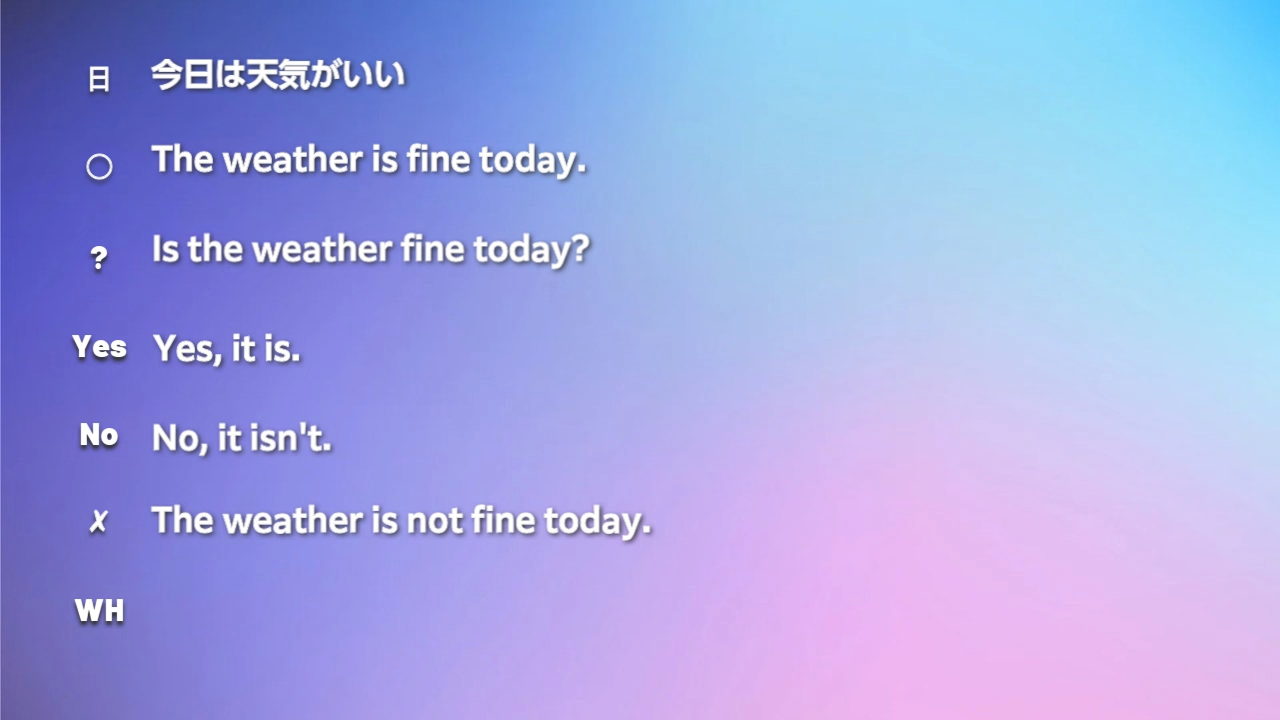 日 今日は天気がいい
○ The weather is fine today.
? Is the weather fine today?
Yes Yes, it is.
No No, it isn't.
✗ The weather is not fine today.
WH